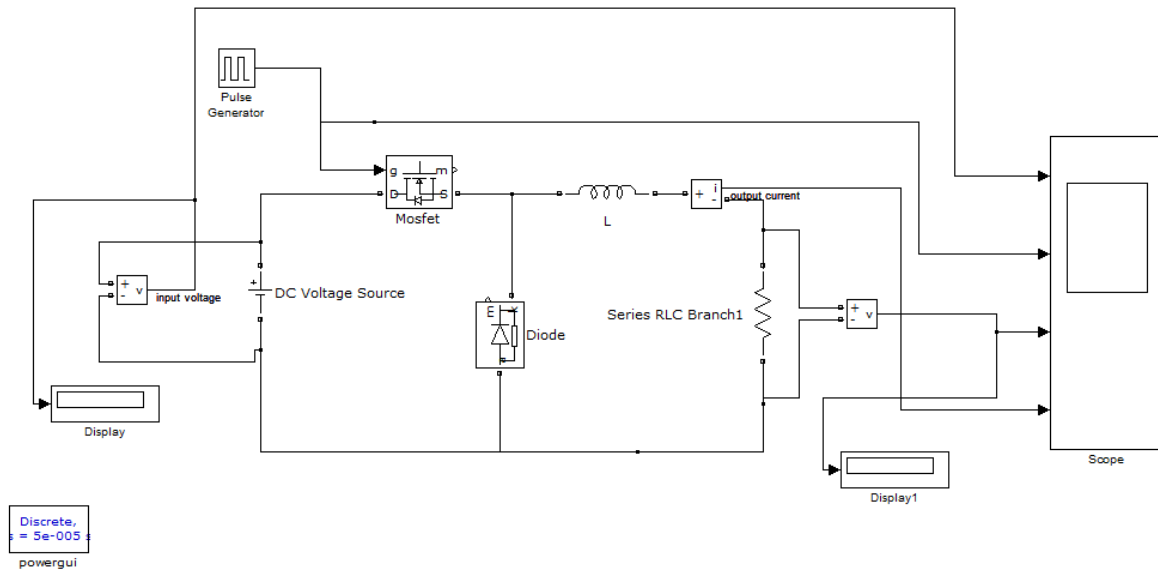 Pulse
Generator
g
m
D
S
Mosfet
+
i
-
output current
L
+
-
v
input voltage
+
DC Voltage Source
E
Diode
Series RLC Branch1
+
-
v
Display
Scope
Display1
Discrete,
s = 5e-005 s
powergui